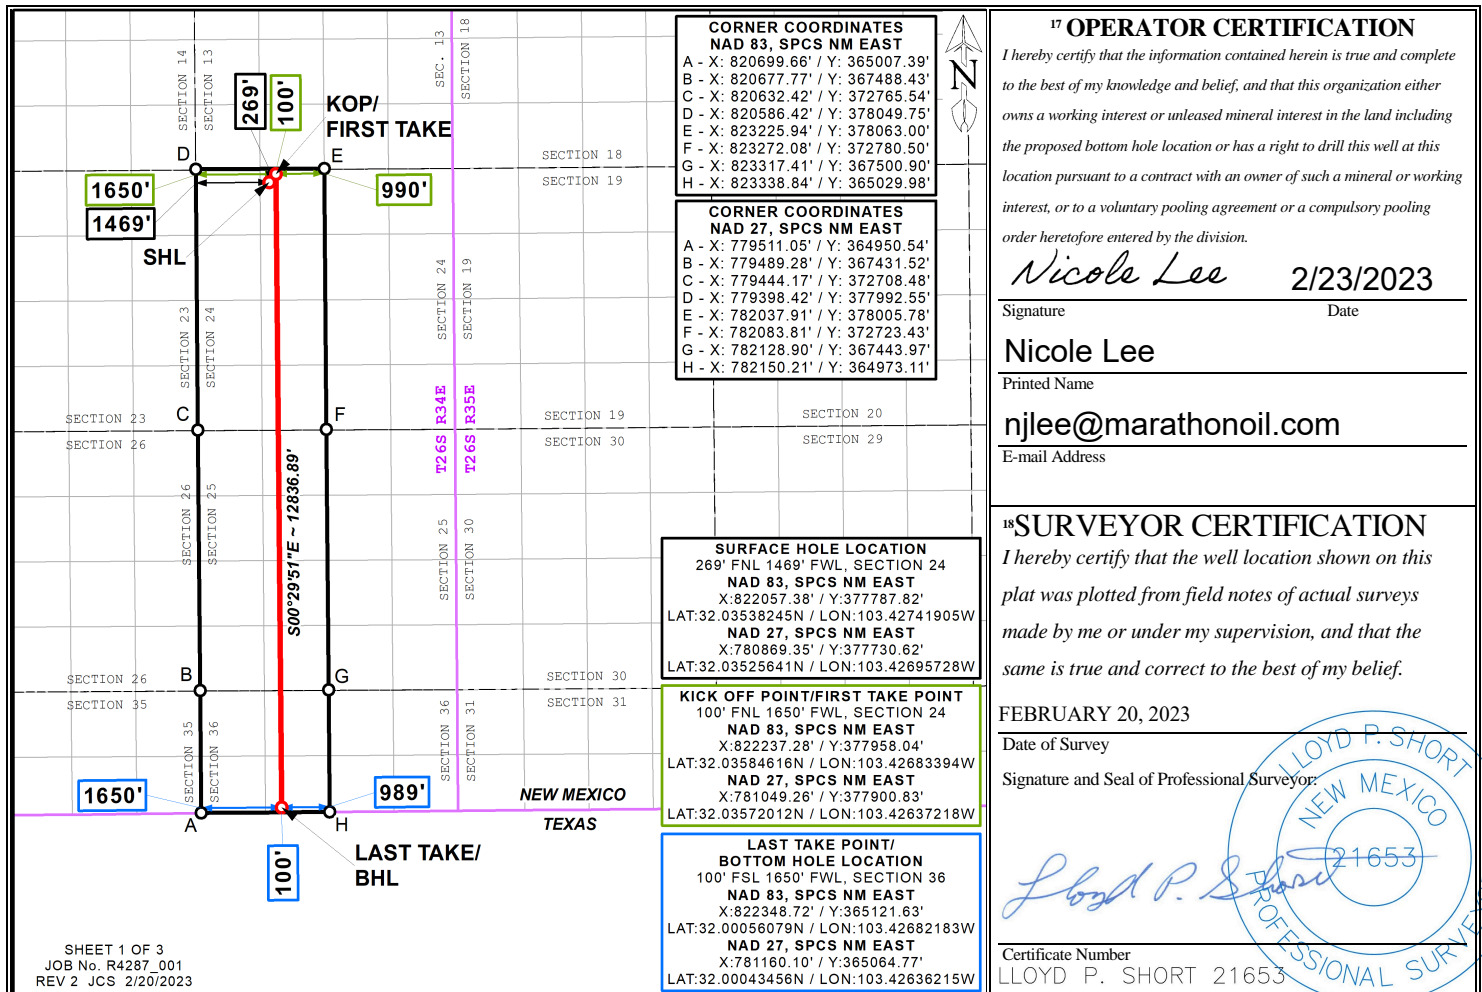 SECTION 14
SECTION 13
SEC. 13
SECTION 18
269'
100'
KOP/
FIRST TAKE
D
E
SECTION 18
SECTION 19
1650'
1469'
990'
SHL
SECTION 23
SECTION 24
SECTION 24
SECTION 19
T26S R34E
T26S R35E
SECTION 23
SECTION 26
C
F
SECTION 19
SECTION 30
SECTION 20
SECTION 29
S00°29'51"E ~ 12836.89'
SECTION 26
SECTION 25
SECTION 25
SECTION 30
SECTION 26
SECTION 35
B
G
SECTION 30
SECTION 31
SECTION 35
SECTION 36
SECTION 36
SECTION 31
1650'
989'
NEW MEXICO
TEXAS
A
H
100'
LAST TAKE/
BHL
SHEET 1 OF 3
JOB No. R4287_001
REV 2 JCS 2/20/2023
N
CORNER COORDINATES
NAD 83, SPCS NM EAST
A - X: 820699.66' / Y: 365007.39'
B - X: 820677.77' / Y: 367488.43'
C - X: 820632.42' / Y: 372765.54'
D - X: 820586.42' / Y: 378049.75'
E - X: 823225.94' / Y: 378063.00'
F - X: 823272.08' / Y: 372780.50'
G - X: 823317.41' / Y: 367500.90'
H - X: 823338.84' / Y: 365029.98'
CORNER COORDINATES
NAD 27, SPCS NM EAST
A - X: 779511.05' / Y: 364950.54'
B - X: 779489.28' / Y: 367431.52'
C - X: 779444.17' / Y: 372708.48'
D - X: 779398.42' / Y: 377992.55'
E - X: 782037.91' / Y: 378005.78'
F - X: 782083.81' / Y: 372723.43'
G - X: 782128.90' / Y: 367443.97'
H - X: 782150.21' / Y: 364973.11'
SURFACE HOLE LOCATION
269' FNL 1469' FWL, SECTION 24
NAD 83, SPCS NM EAST
X:822057.38' / Y:377787.82'
LAT:32.03538245N / LON:103.42741905W
NAD 27, SPCS NM EAST
X:780869.35' / Y:377730.62'
LAT:32.03525641N / LON:103.42695728W
KICK OFF POINT/FIRST TAKE POINT
100' FNL 1650' FWL, SECTION 24
NAD 83, SPCS NM EAST
X:822237.28' / Y:377958.04'
LAT:32.03584616N / LON:103.42683394W
NAD 27, SPCS NM EAST
X:781049.26' / Y:377900.83'
LAT:32.03572012N / LON:103.42637218W
LAST TAKE POINT/
BOTTOM HOLE LOCATION
100' FSL 1650' FWL, SECTION 36
NAD 83, SPCS NM EAST
X:822348.72' / Y:365121.63'
LAT:32.00056079N / LON:103.42682183W
NAD 27, SPCS NM EAST
X:781160.10' / Y:365064.77'
LAT:32.00043456N / LON:103.42636215W
17 OPERATOR CERTIFICATION
I hereby certify that the information contained herein is true and complete
to the best of my knowledge and belief, and that this organization either
owns a working interest or unleased mineral interest in the land including
the proposed bottom hole location or has a right to drill this well at this
location pursuant to a contract with an owner of such a mineral or working
interest, or to a voluntary pooling agreement or a compulsory pooling
order heretofore entered by the division.
Nicole Lee 2/23/2023
Signature Date
Nicole Lee
Printed Name
njlee@marathonoil.com
E-mail Address
18SURVEYOR CERTIFICATION
I hereby certify that the well location shown on this
plat was plotted from field notes of actual surveys
made by me or under my supervision, and that the
same is true and correct to the best of my belief.
FEBRUARY 20, 2023
Date of Survey
Signature and Seal of Professional Surveyor:
LLOYD P. SHORT
NEW MEXICO
21653
PROFESSIONAL SURVEY
Lloyd P. Short
Certificate Number
LLOYD P. SHORT 21653